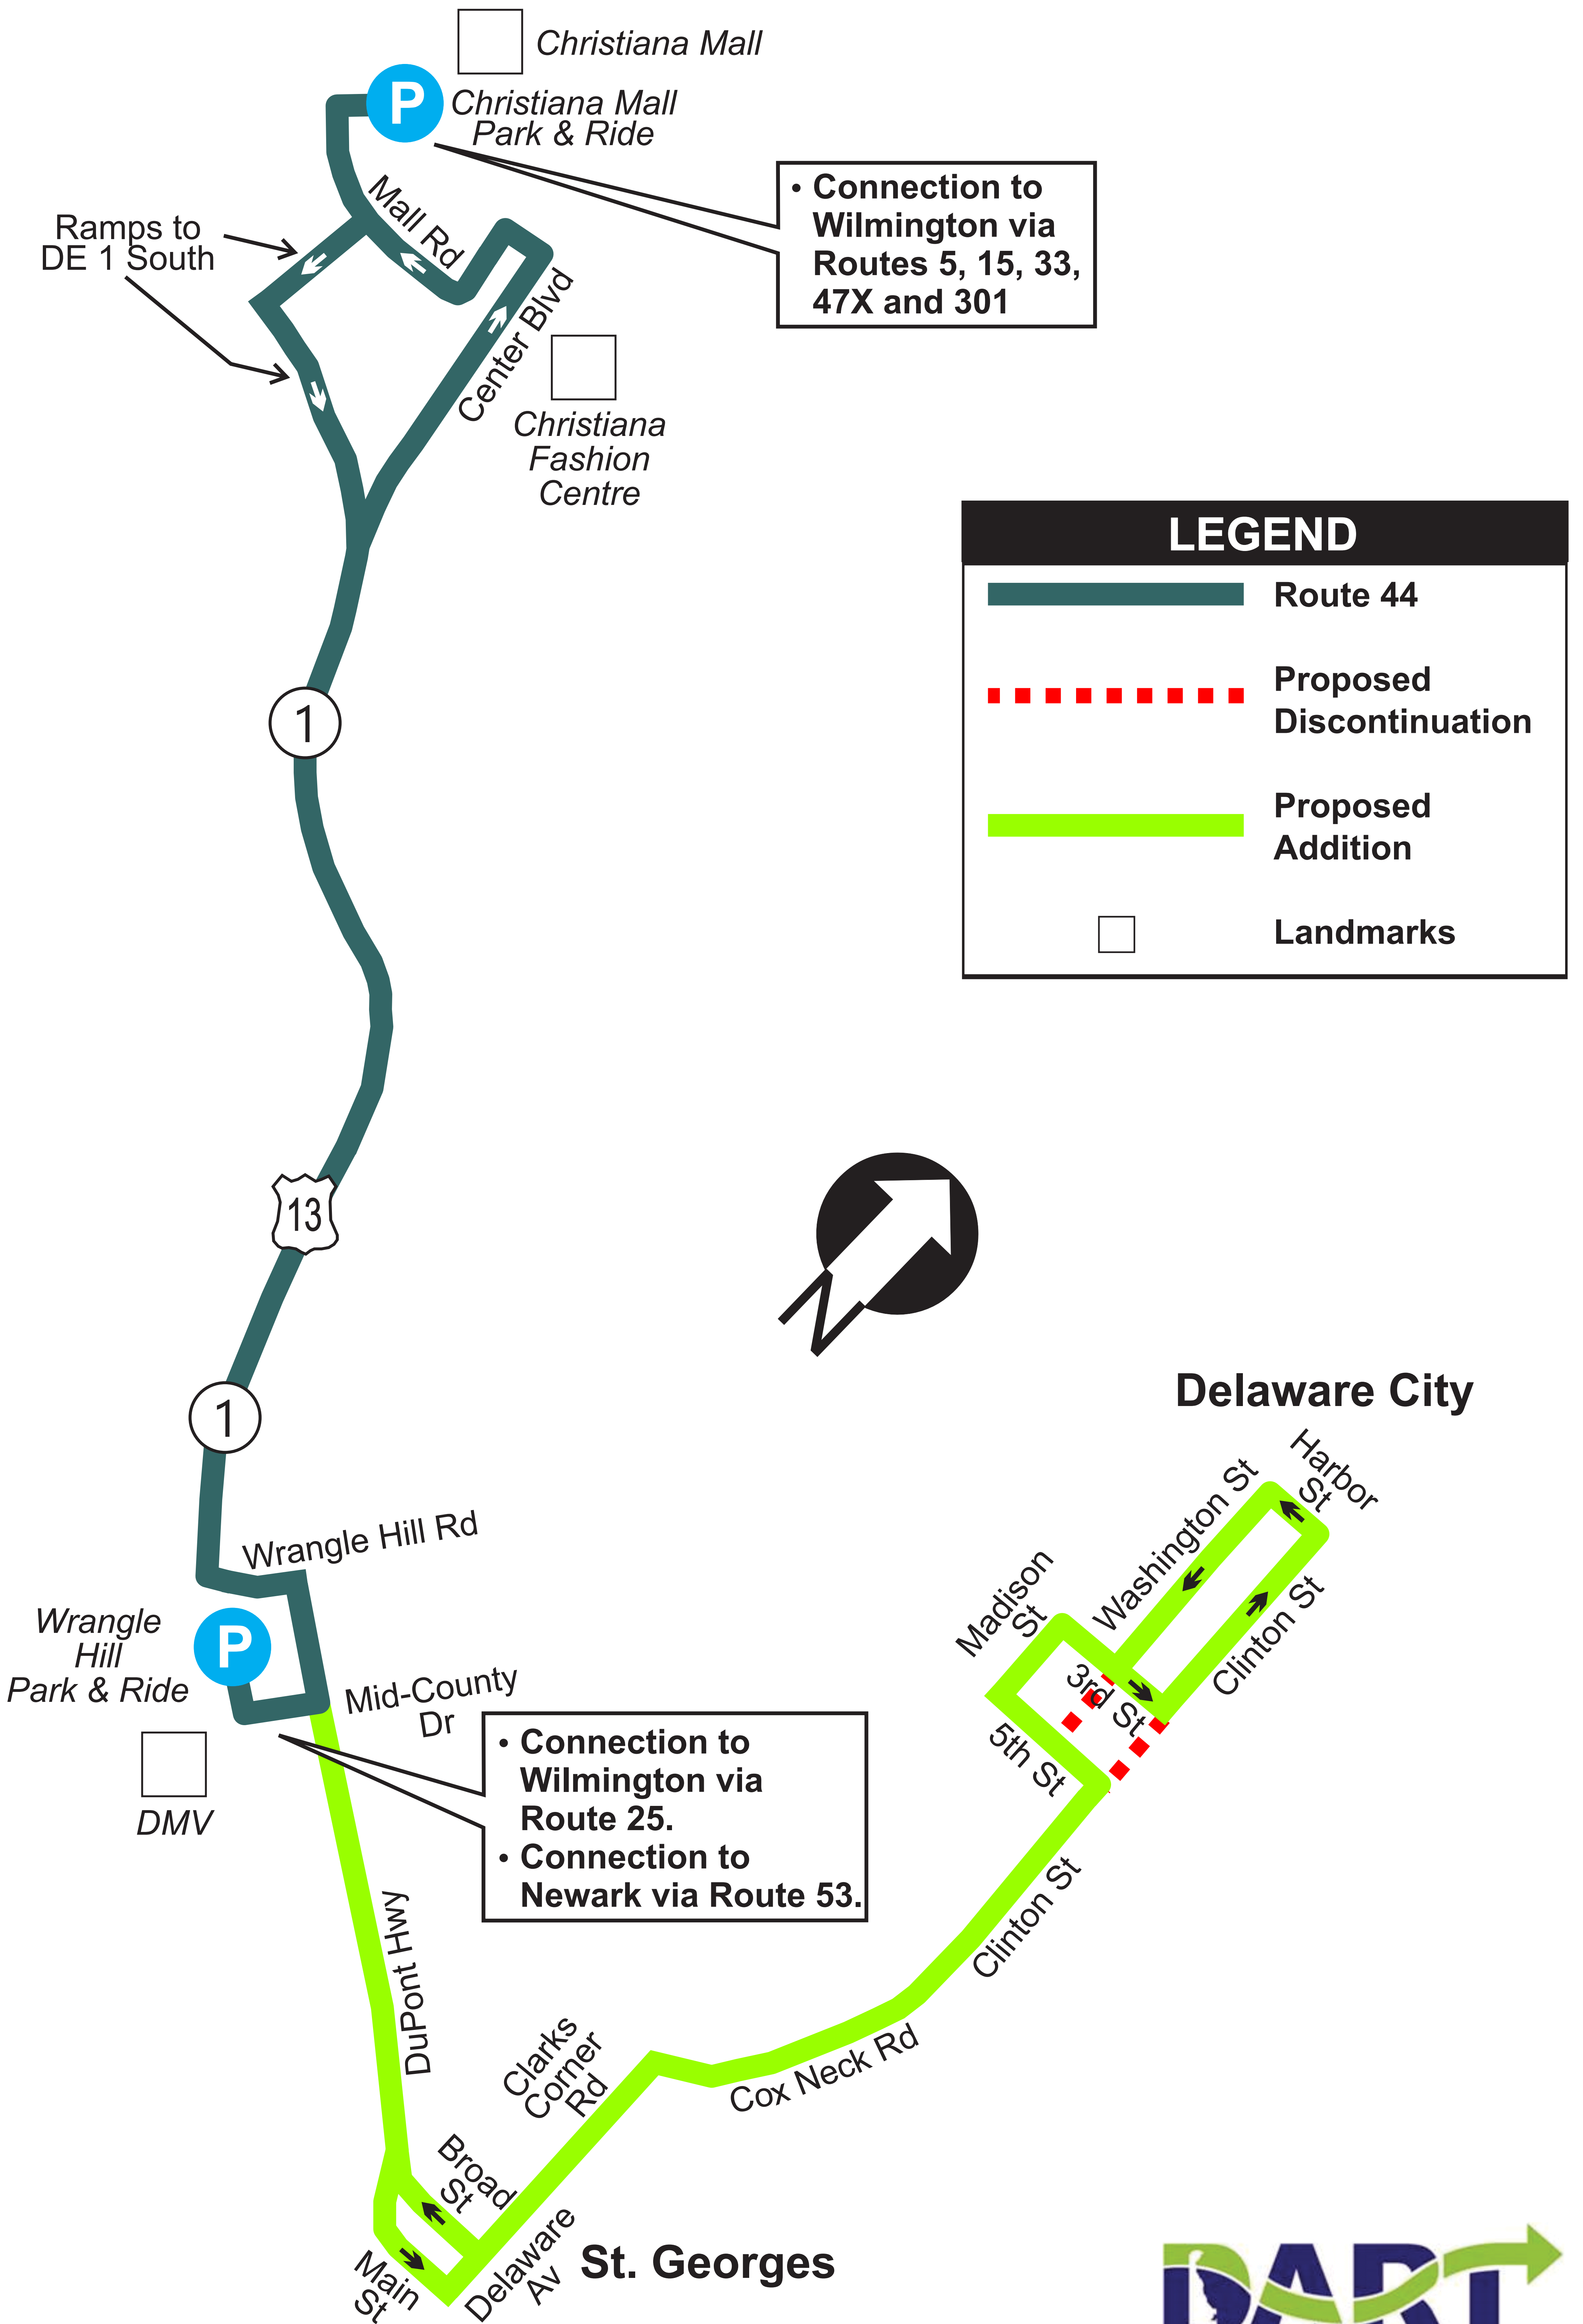 Christiana Mall
P
Christiana Mall
Park & Ride
• Connection to
Wilmington via
Routes 5, 15, 33,
47X and 301
Mall Rd
Ramps to
DE 1 South
Center Blvd
Christiana
Fashion
Centre
LEGEND
Route 44
Proposed
Discontinuation
Proposed
Addition
Landmarks
1
13
N
1
Delaware City
Harbor
St
Washington St
Clinton St
Madison
St
3rd St
5th St
Wrangle Hill Rd
Wrangle
Hill
Park & Ride
P
Mid-County
Dr
DMV
• Connection to
Wilmington via
Route 25.
• Connection to
Newark via Route 53.
Clinton St
DuPont Hwy
Clarks
Corner
Rd
Cox Neck Rd
Broad
St
Main
St
Delaware
Av
St. Georges
DART